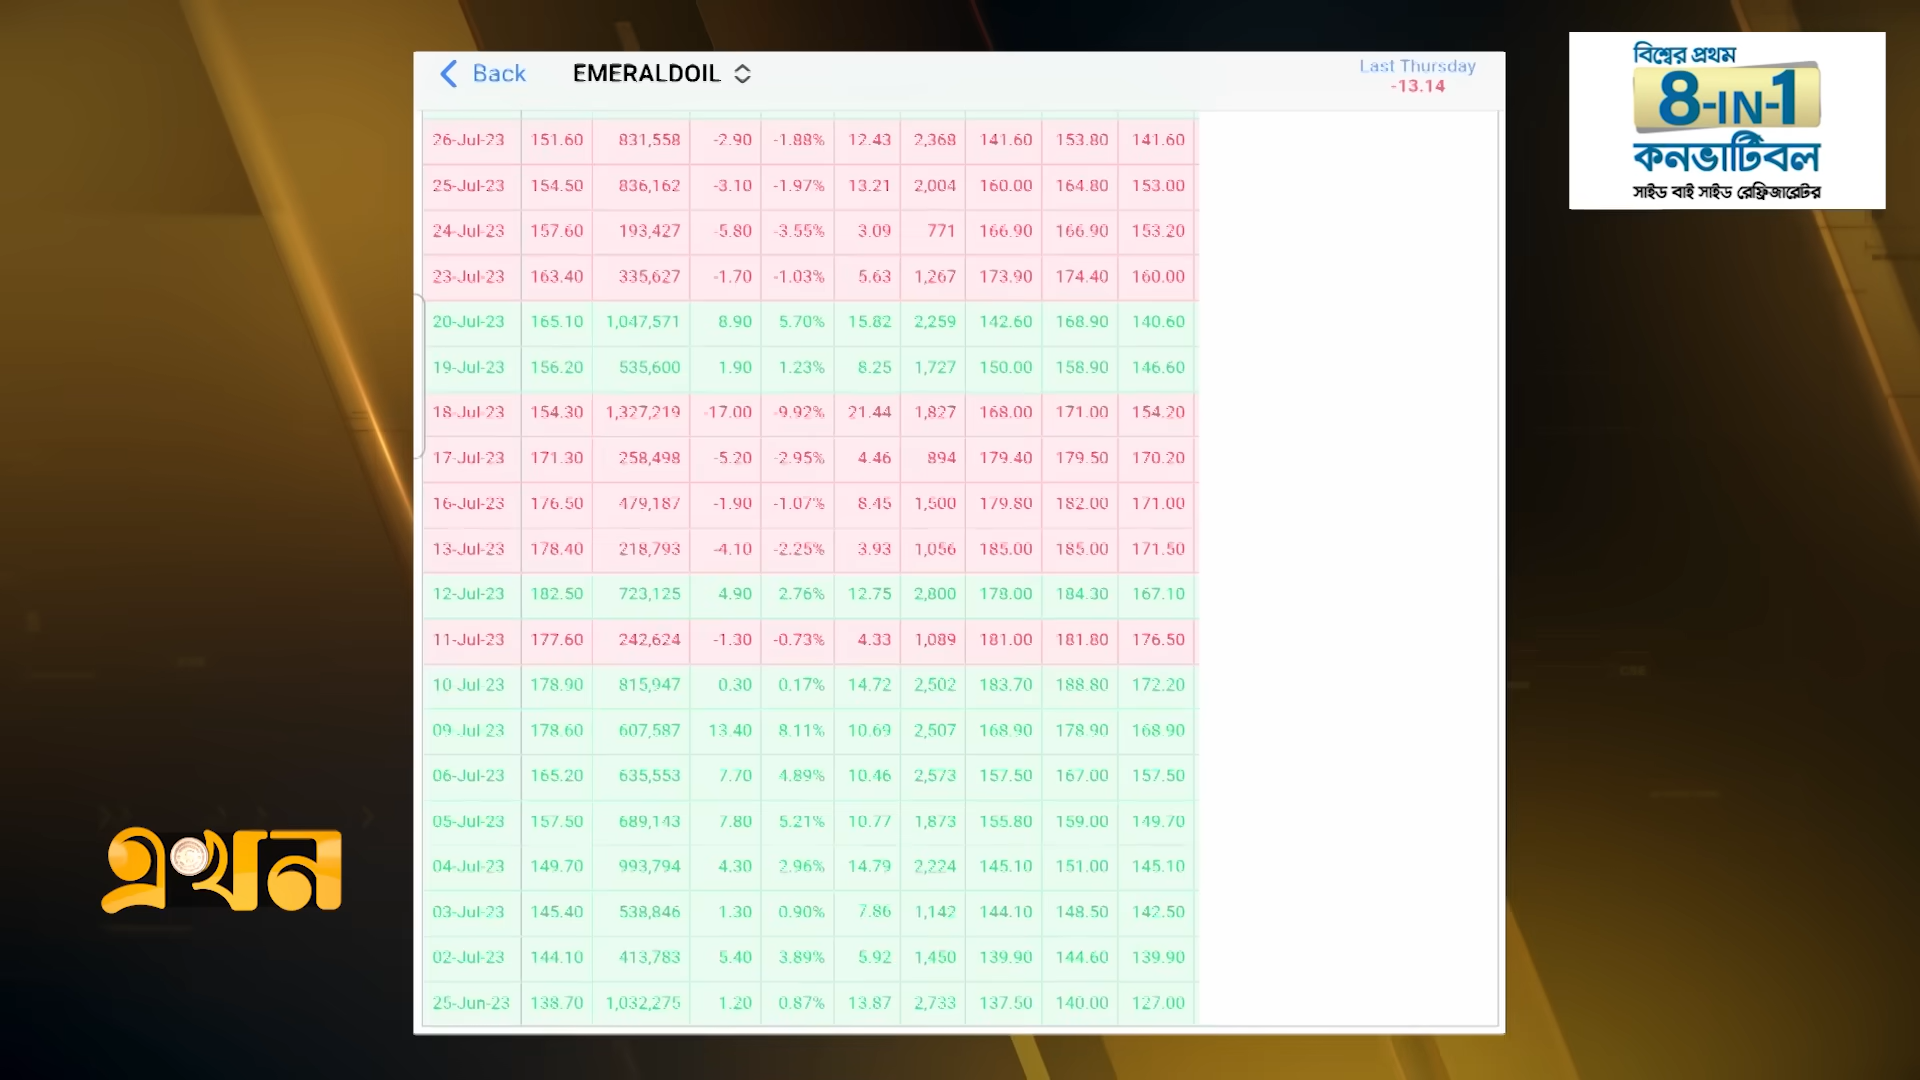 Back EMERALDOIL Last Thursday
-13.14
26-Jul-23 151.60 831,558 -2.90 -1.88% 12.43 2,368 141.60 153.80 141.60
25-Jul-23 154.50 836,162 -3.10 -1.97% 13.21 2,004 160.00 164.80 153.00
24-Jul-23 157.60 193,427 -5.80 -3.55% 3.09 771 166.90 166.90 153.20
23-Jul-23 163.40 335,627 -1.70 -1.03% 5.63 1,267 173.90 174.40 160.00
20-Jul-23 165.10 1,047,571 8.90 5.70% 15.82 2,259 142.60 168.90 140.60
19-Jul-23 156.20 535,600 1.90 1.23% 8.25 1,727 150.00 158.90 146.60
18-Jul-23 154.30 1,327,219 -17.00 -9.92% 21.44 1,827 168.00 171.00 154.20
17-Jul-23 171.30 258,498 -5.20 -2.95% 4.46 894 179.40 179.50 170.20
16-Jul-23 176.50 479,187 -1.90 -1.07% 8.45 1,500 179.80 182.00 171.00
13-Jul-23 178.40 218,793 -4.10 -2.25% 3.93 1,056 185.00 185.00 171.50
12-Jul-23 182.50 723,125 4.90 2.76% 12.75 2,800 178.00 184.30 167.10
11-Jul-23 177.60 242,624 -1.30 -0.73% 4.33 1,089 181.00 181.80 176.50
10-Jul-23 178.90 815,947 0.30 0.17% 14.72 2,502 183.70 188.80 172.20
09-Jul-23 178.60 607,587 13.40 8.11% 10.69 2,507 168.90 178.90 168.90
06-Jul-23 165.20 635,553 7.70 4.89% 10.46 2,573 157.50 167.00 157.50
05-Jul-23 157.50 689,143 7.80 5.21% 10.77 1,873 155.80 159.00 149.70
04-Jul-23 149.70 993,794 4.30 2.96% 14.79 2,224 145.10 151.00 145.10
03-Jul-23 145.40 538,846 1.30 0.90% 7.86 1,142 144.10 148.50 142.50
02-Jul-23 144.10 413,783 5.40 3.89% 5.92 1,450 139.90 144.60 139.90
25-Jun-23 138.70 1,032,275 1.20 0.87% 13.87 2,733 137.50 140.00 127.00
বিশ্বের প্রথম
8-IN-1
কনভার্টিবল
সাইড বাই সাইড রেফ্রিজারেটর
এখন